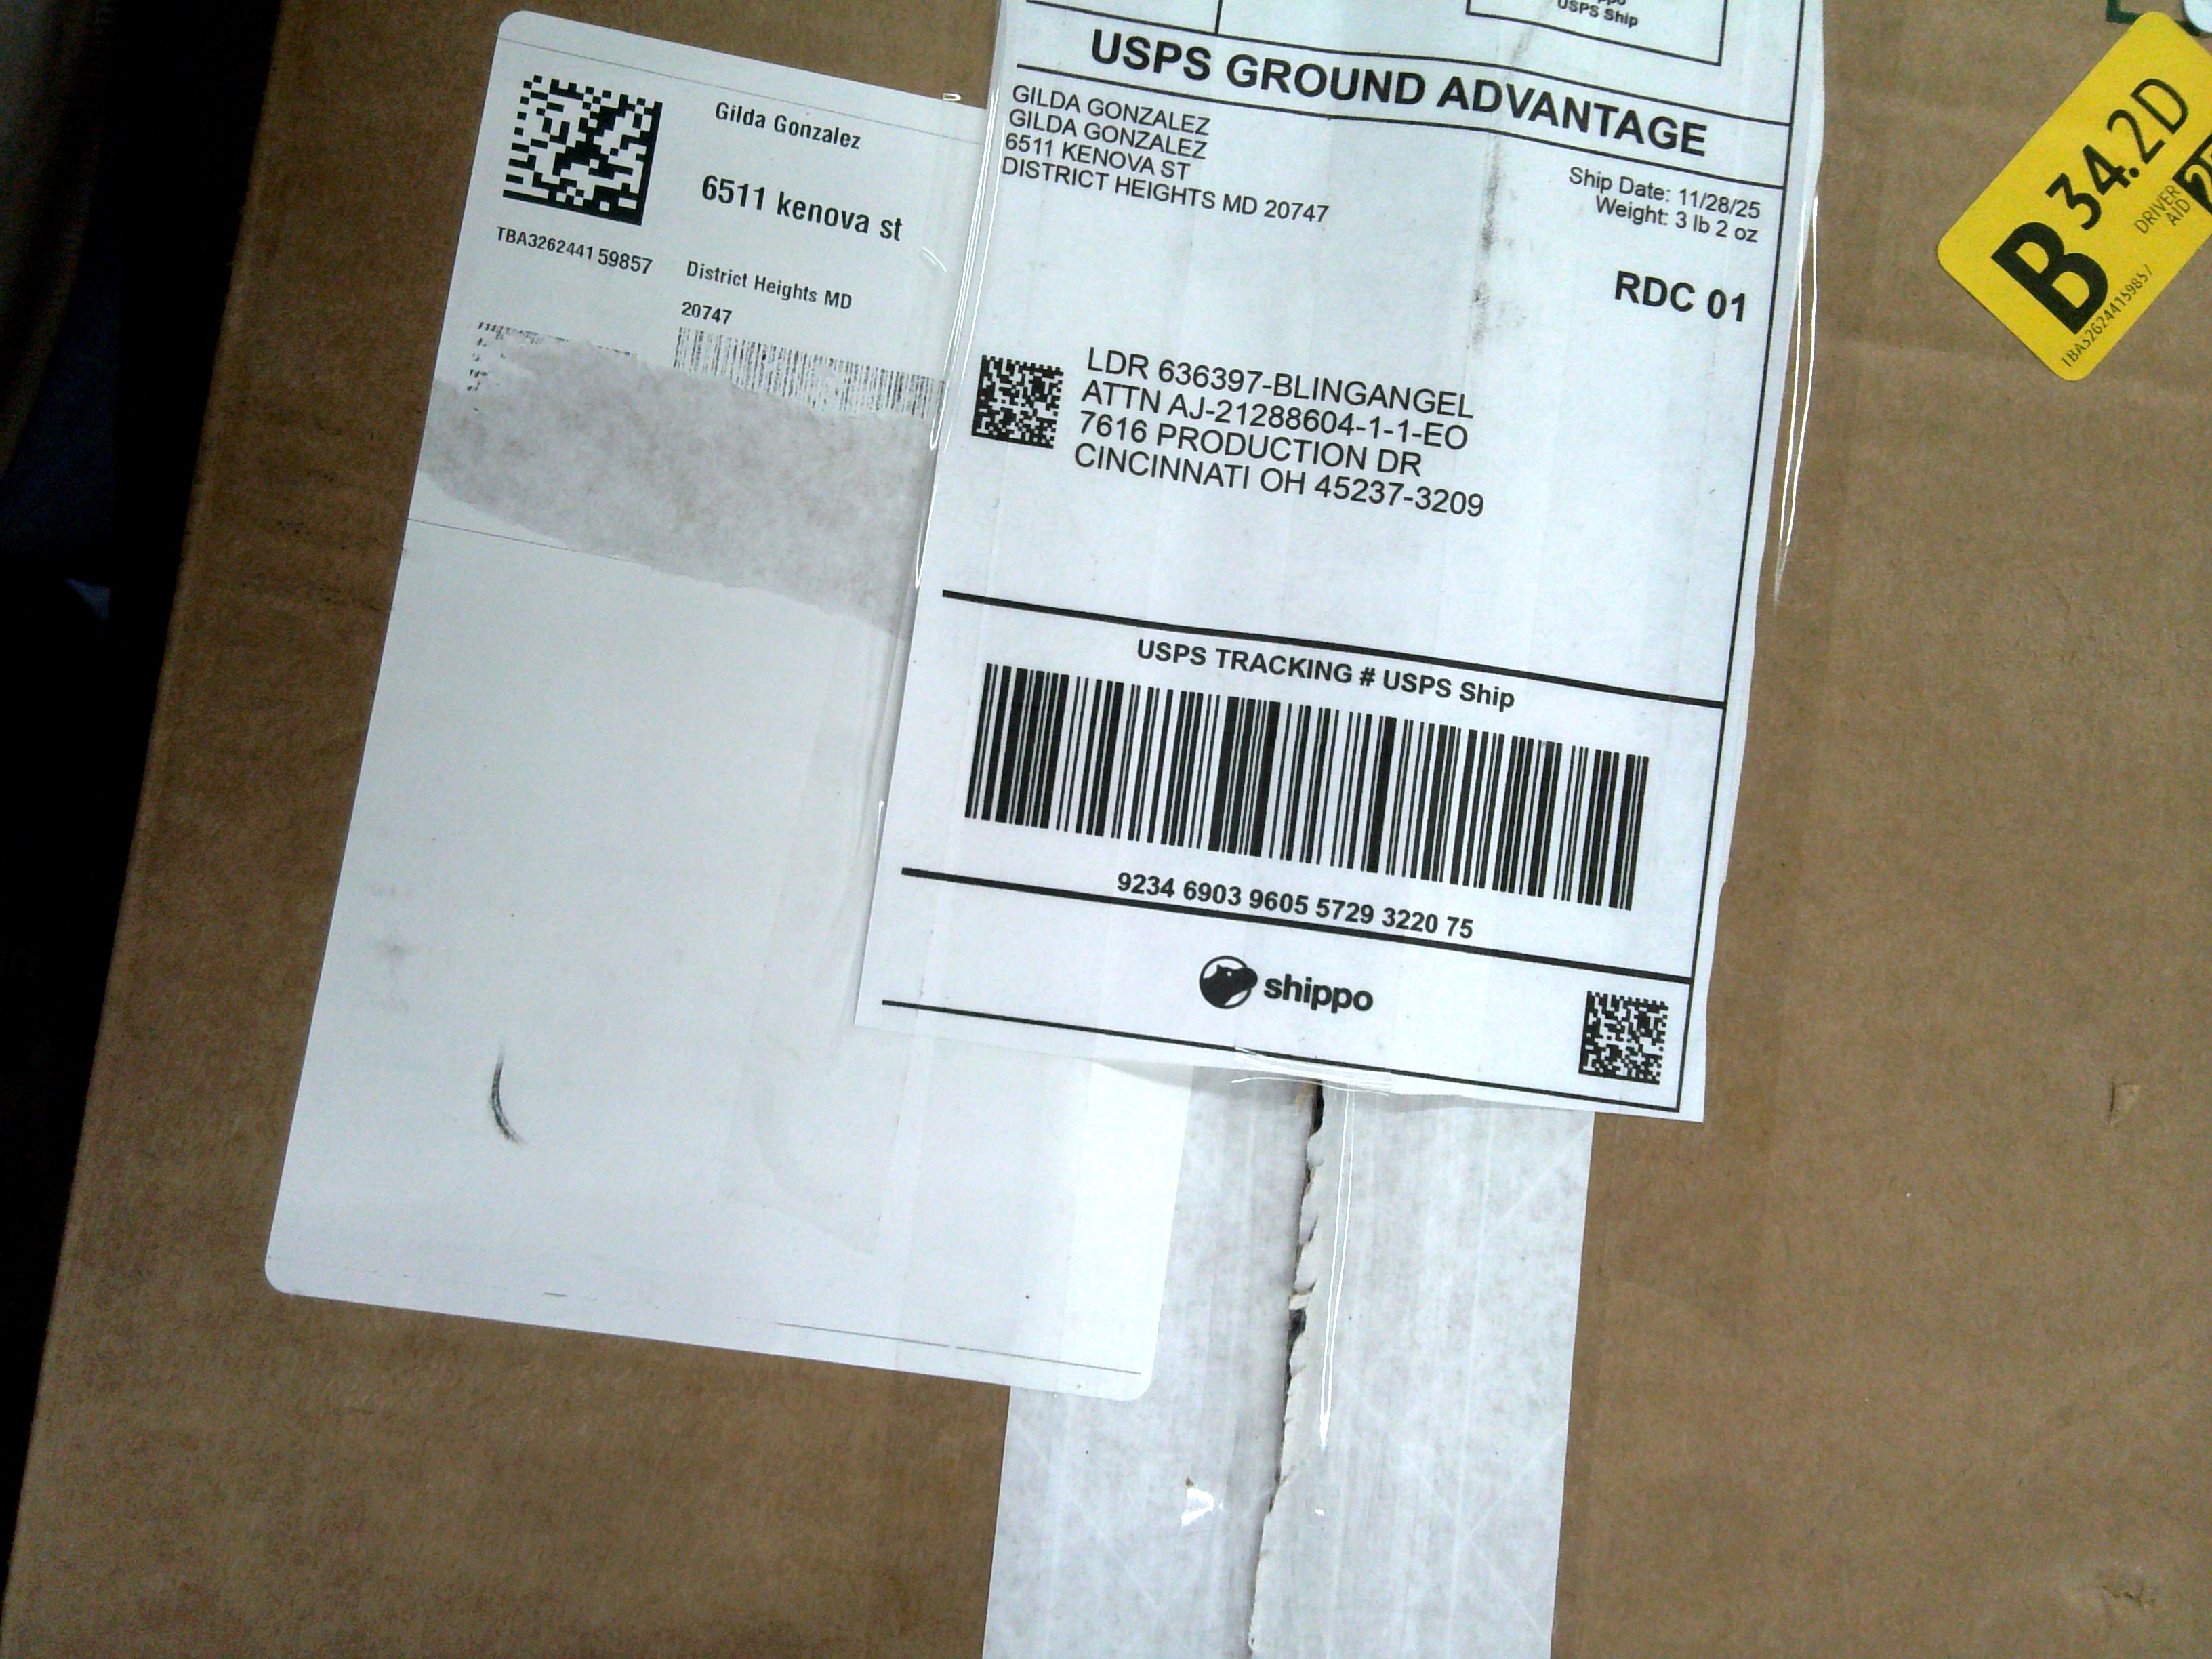 USPS Ship
USPS GROUND ADVANTAGE
GILDA GONZALEZ
GILDA GONZALEZ
6511 KENOVA ST
DISTRICT HEIGHTS MD 20747
Ship Date: 11/28/25
Weight: 3 lb 2 oz
RDC 01
LDR 636397-BLINGANGEL
ATTN AJ-21288604-1-1-EO
7616 PRODUCTION DR
CINCINNATI OH 45237-3209
USPS TRACKING # USPS Ship
9234 6903 9605 5729 3220 75
shippo
Gilda Gonzalez
6511 kenova st
TBA326244159857
District Heights MD
20747
B 34.2D
DRIVER
AID
TBA326244159857